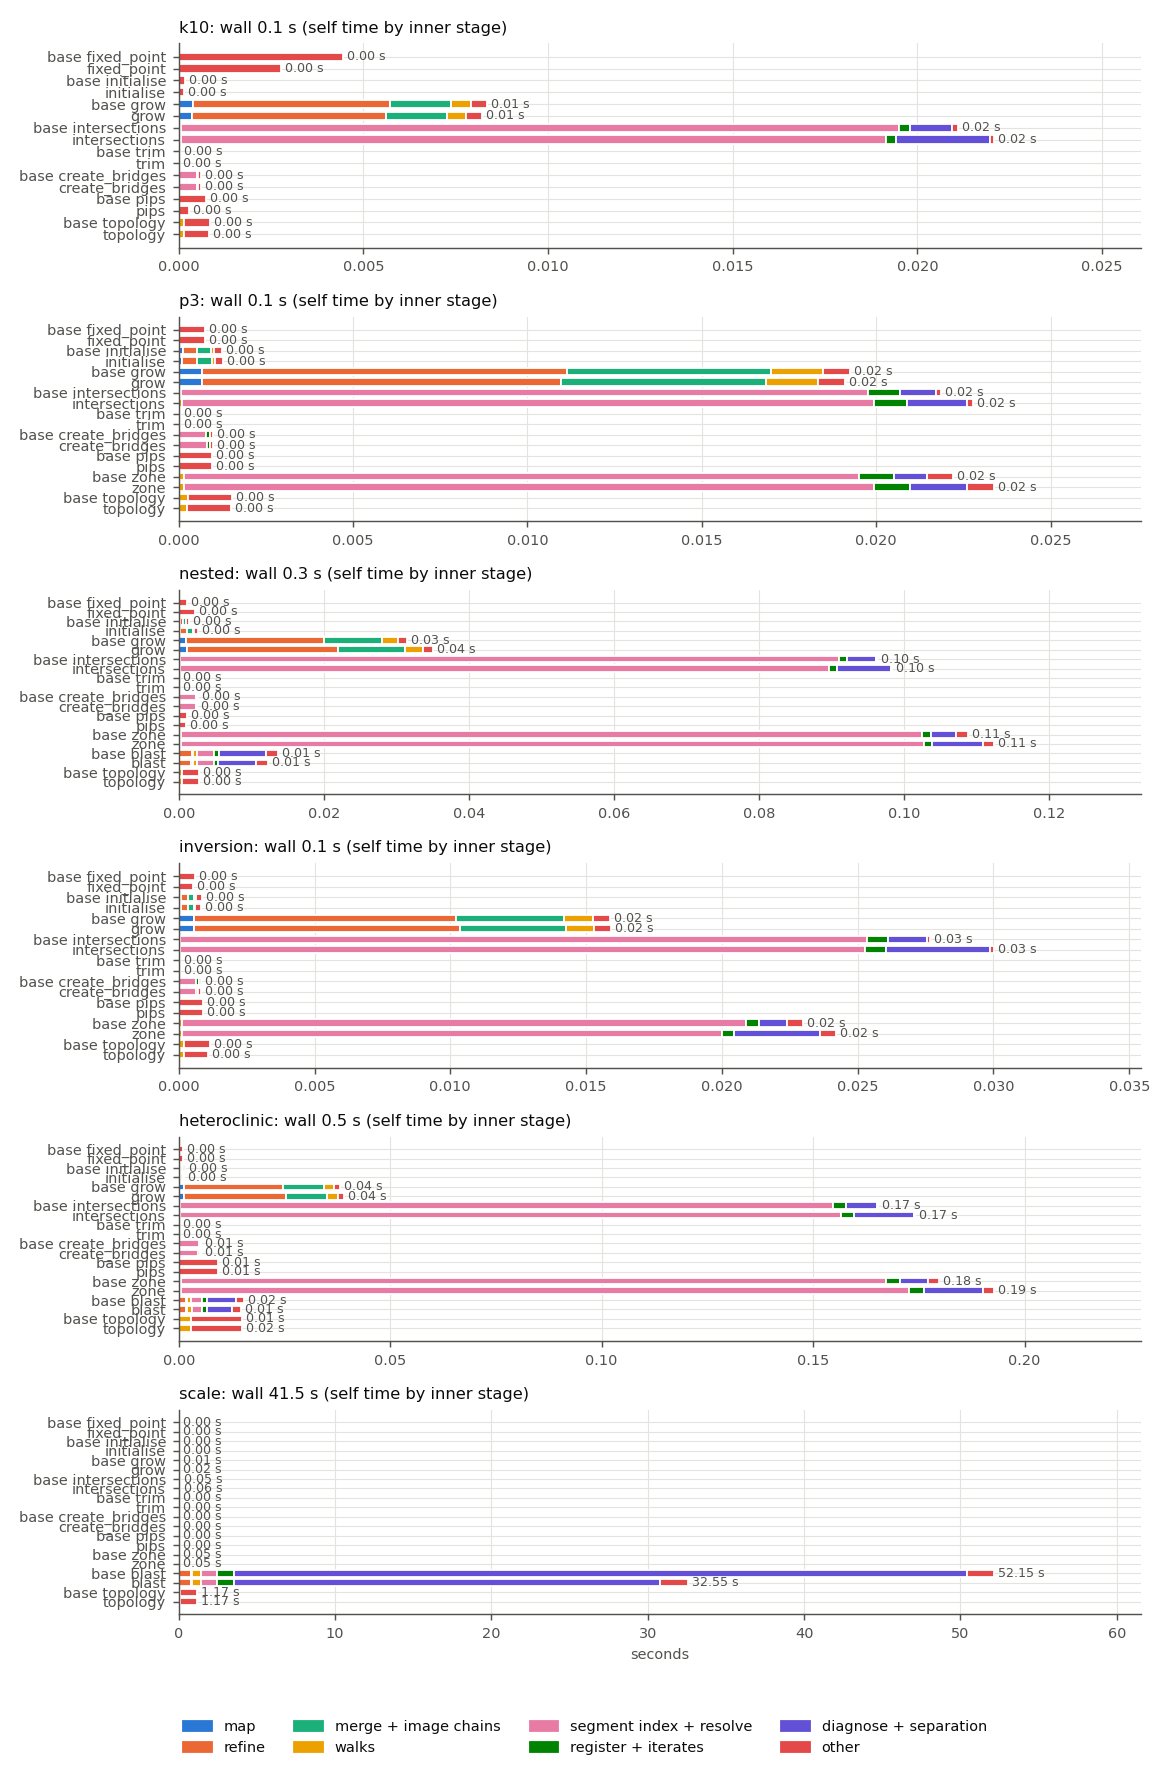 k10: wall 0.1 s (self time by inner stage)
base fixed_point 0.00 s
fixed_point 0.00 s
base initialise 0.00 s
initialise 0.00 s
base grow 0.01 s
grow 0.01 s
base intersections 0.02 s
intersections 0.02 s
base trim 0.00 s
trim 0.00 s
base create_bridges 0.00 s
create_bridges 0.00 s
base pips 0.00 s
pips 0.00 s
base topology 0.00 s
topology 0.00 s
0.000 0.005 0.010 0.015 0.020 0.025
p3: wall 0.1 s (self time by inner stage)
base fixed_point 0.00 s
fixed_point 0.00 s
base initialise 0.00 s
initialise 0.00 s
base grow 0.02 s
grow 0.02 s
base intersections 0.02 s
intersections 0.02 s
base trim 0.00 s
trim 0.00 s
base create_bridges 0.00 s
create_bridges 0.00 s
base pips 0.00 s
pips 0.00 s
base zone 0.02 s
zone 0.02 s
base topology 0.00 s
topology 0.00 s
0.000 0.005 0.010 0.015 0.020 0.025
nested: wall 0.3 s (self time by inner stage)
base fixed_point 0.00 s
fixed_point 0.00 s
base initialise 0.00 s
initialise 0.00 s
base grow 0.03 s
grow 0.04 s
base intersections 0.10 s
intersections 0.10 s
base trim 0.00 s
trim 0.00 s
base create_bridges 0.00 s
create_bridges 0.00 s
base pips 0.00 s
pips 0.00 s
base zone 0.11 s
zone 0.11 s
base blast 0.01 s
blast 0.01 s
base topology 0.00 s
topology 0.00 s
0.00 0.02 0.04 0.06 0.08 0.10 0.12
inversion: wall 0.1 s (self time by inner stage)
base fixed_point 0.00 s
fixed_point 0.00 s
base initialise 0.00 s
initialise 0.00 s
base grow 0.02 s
grow 0.02 s
base intersections 0.03 s
intersections 0.03 s
base trim 0.00 s
trim 0.00 s
base create_bridges 0.00 s
create_bridges 0.00 s
base pips 0.00 s
pips 0.00 s
base zone 0.02 s
zone 0.02 s
base topology 0.00 s
topology 0.00 s
0.000 0.005 0.010 0.015 0.020 0.025 0.030 0.035
heteroclinic: wall 0.5 s (self time by inner stage)
base fixed_point 0.00 s
fixed_point 0.00 s
base initialise 0.00 s
initialise 0.00 s
base grow 0.04 s
grow 0.04 s
base intersections 0.17 s
intersections 0.17 s
base trim 0.00 s
trim 0.00 s
base create_bridges 0.01 s
create_bridges 0.01 s
base pips 0.01 s
pips 0.01 s
base zone 0.18 s
zone 0.19 s
base blast 0.02 s
blast 0.01 s
base topology 0.01 s
topology 0.02 s
0.00 0.05 0.10 0.15 0.20
scale: wall 41.5 s (self time by inner stage)
base fixed_point 0.00 s
fixed_point 0.00 s
base initialise 0.00 s
initialise 0.00 s
base grow 0.01 s
grow 0.02 s
base intersections 0.05 s
intersections 0.06 s
base trim 0.00 s
trim 0.00 s
base create_bridges 0.00 s
create_bridges 0.00 s
base pips 0.00 s
pips 0.00 s
base zone 0.05 s
zone 0.05 s
base blast 52.15 s
blast 32.55 s
base topology 1.17 s
topology 1.17 s
0 10 20 30 40 50 60
seconds
map merge + image chains segment index + resolve diagnose + separation
refine walks register + iterates other